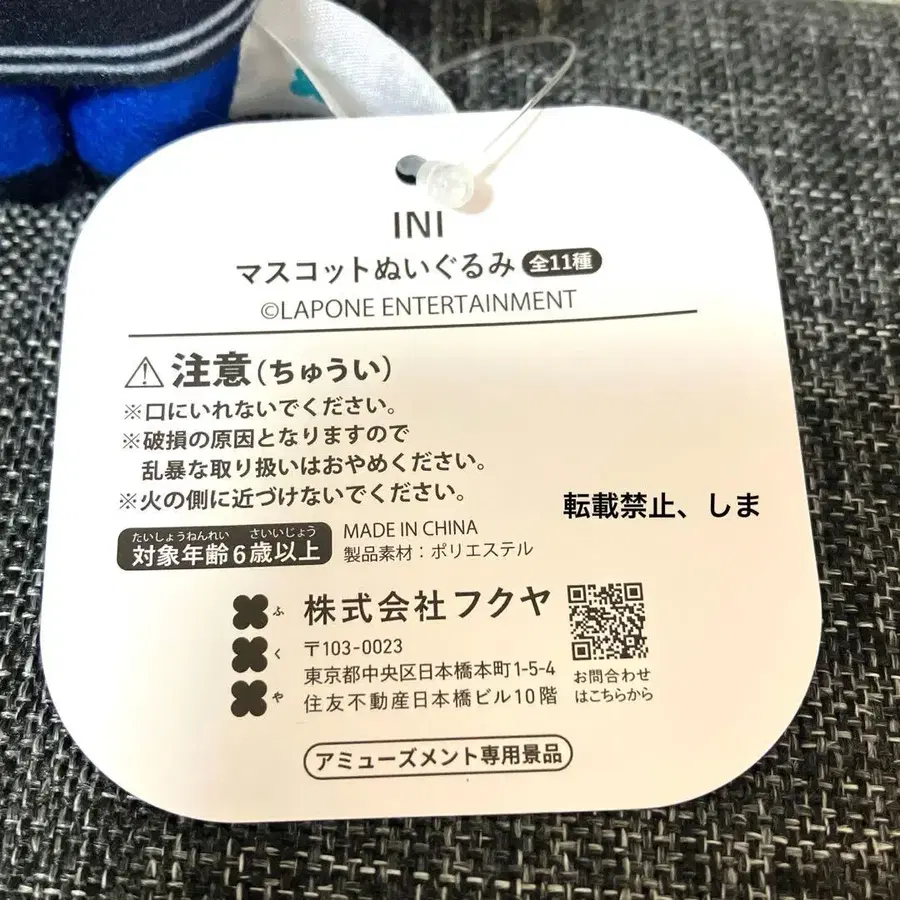 INI
マスコットぬいぐるみ 全11種
©LAPONE ENTERTAINMENT
⚠注意(ちゅうい)
※口にいれないでください。
※破損の原因となりますので
乱暴な取り扱いはおやめください。
※火の側に近づけないでください。
転載禁止、しま
たいしょうねんれい さいいじょう
対象年齢6歳以上
MADE IN CHINA
製品素材：ポリエステル
ふくや
株式会社フクヤ
〒103-0023
東京都中央区日本橋本町1-5-4
住友不動産日本橋ビル10階
お問合わせ
はこちらから
アミューズメント専用景品